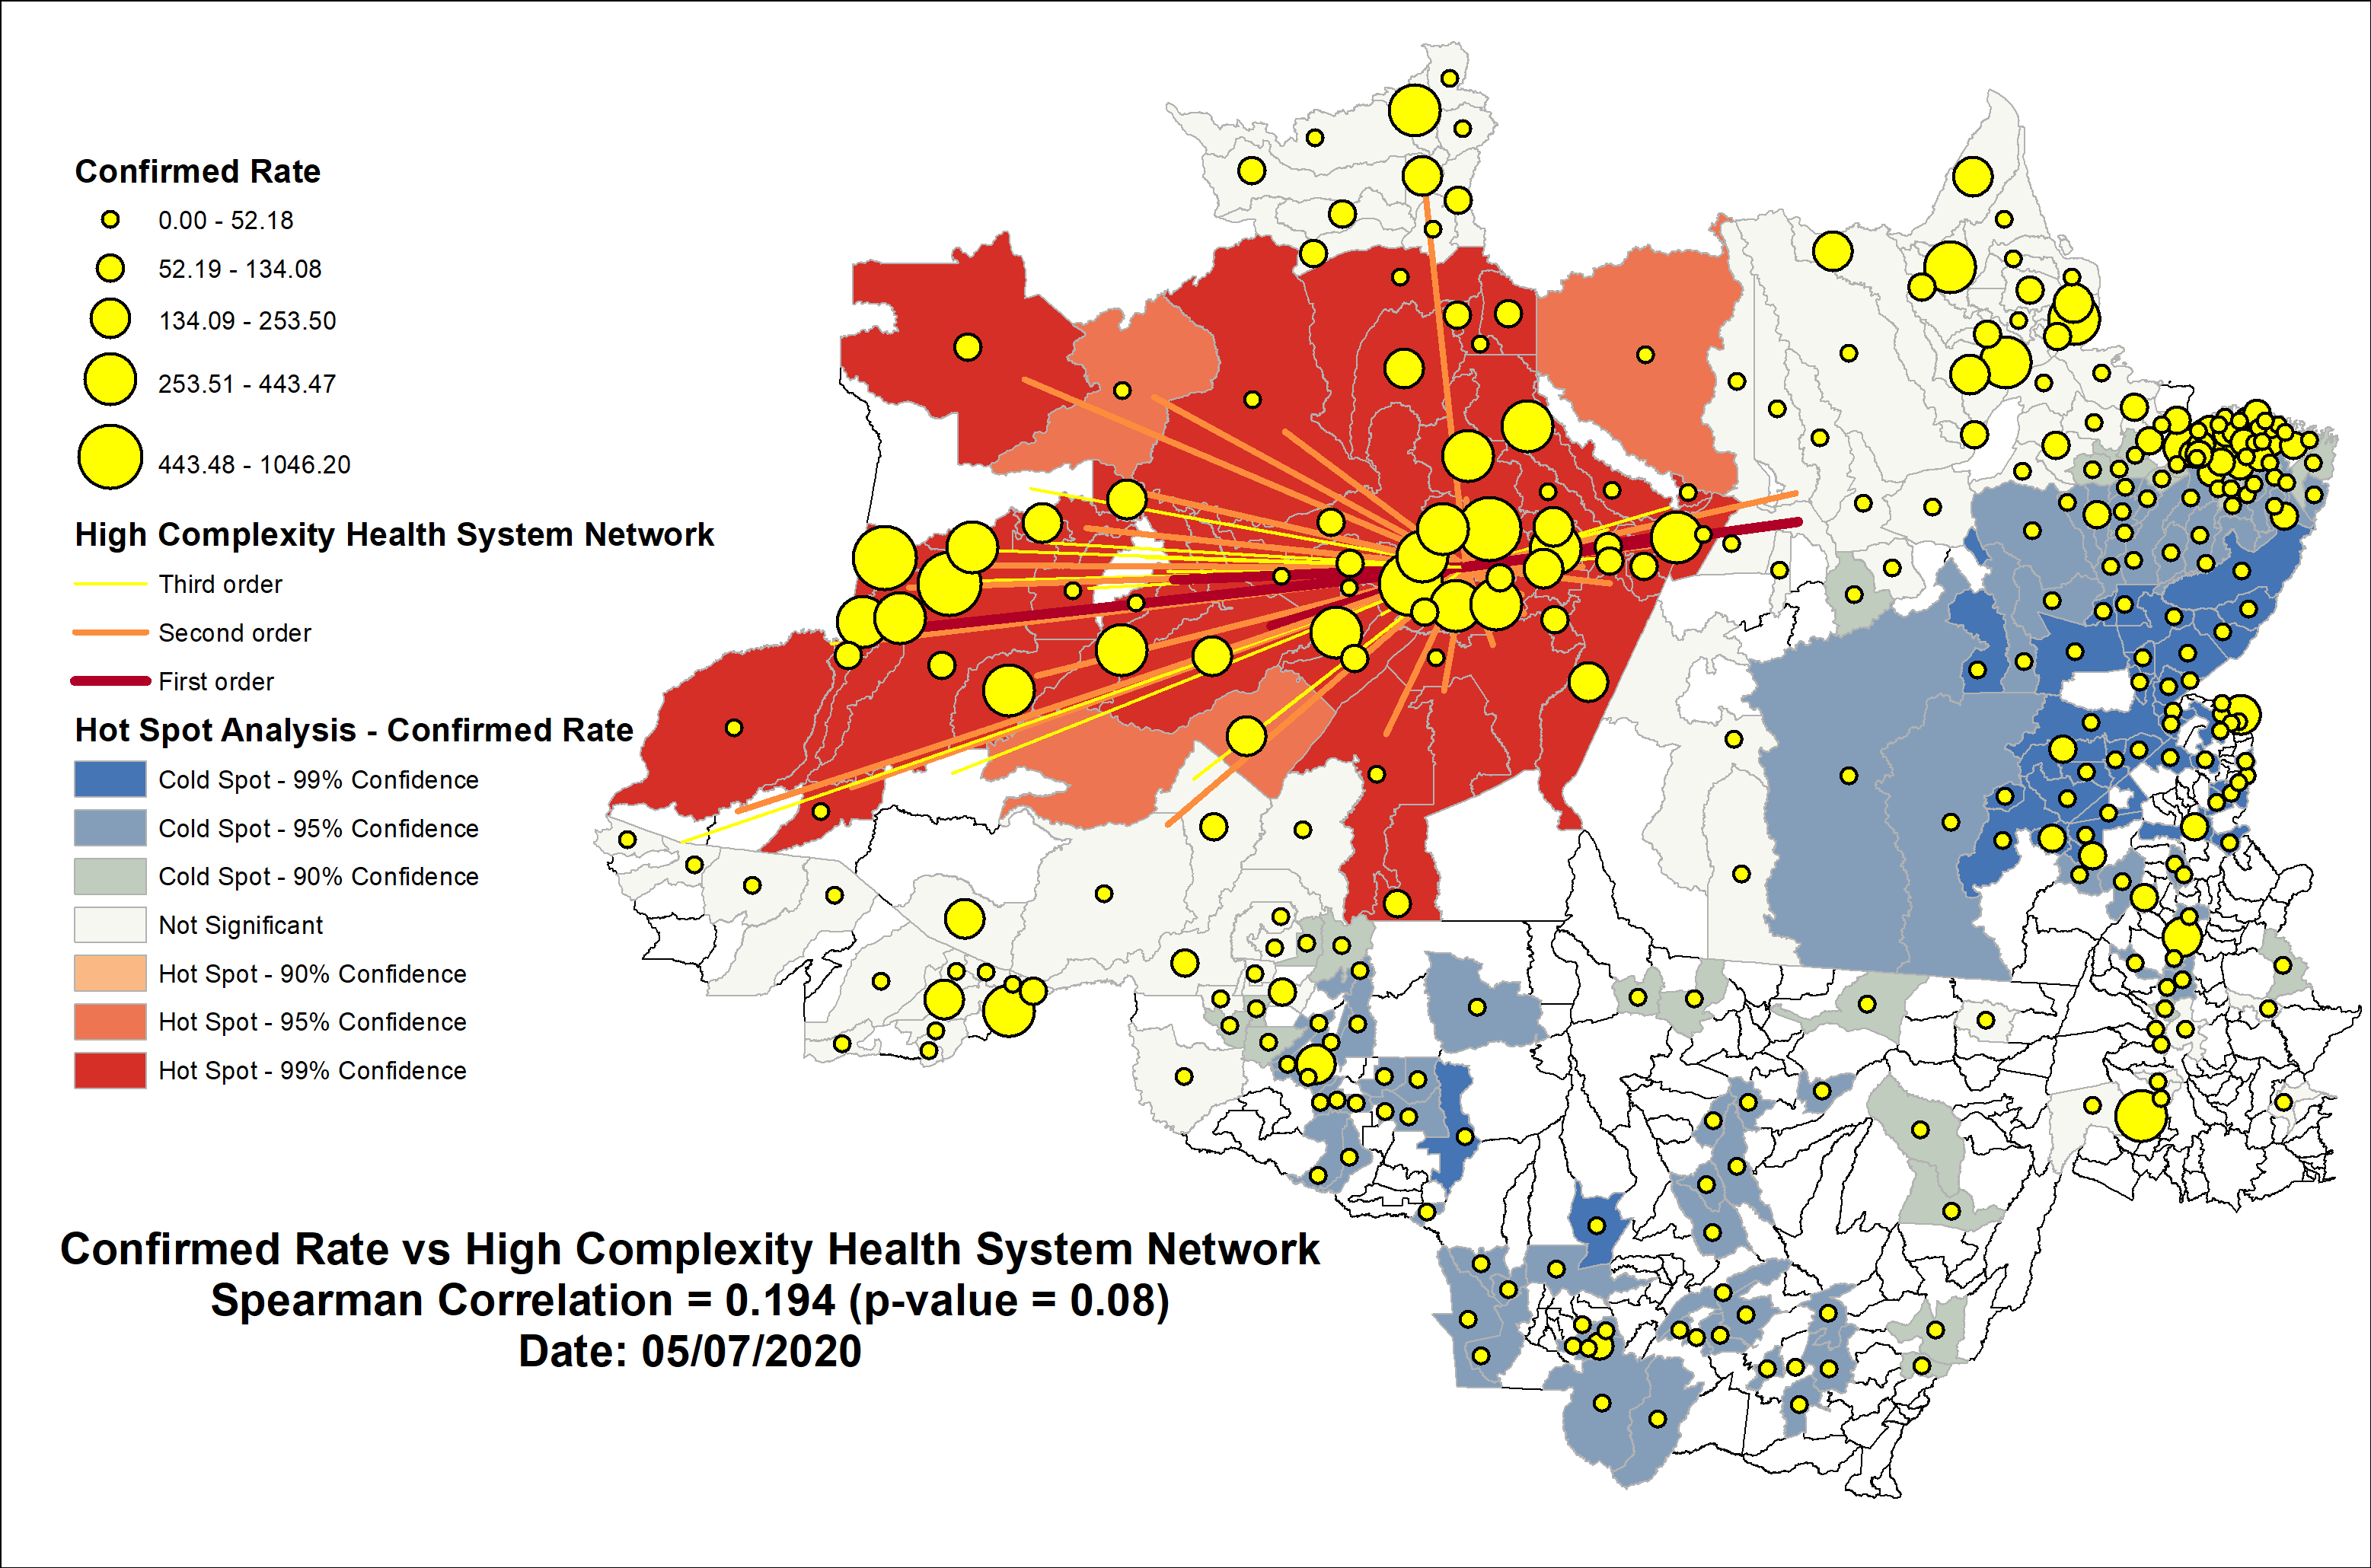 Confirmed Rate
0.00 - 52.18
52.19 - 134.08
134.09 - 253.50
253.51 - 443.47
443.48 - 1046.20
High Complexity Health System Network
Third order
Second order
First order
Hot Spot Analysis - Confirmed Rate
Cold Spot - 99% Confidence
Cold Spot - 95% Confidence
Cold Spot - 90% Confidence
Not Significant
Hot Spot - 90% Confidence
Hot Spot - 95% Confidence
Hot Spot - 99% Confidence
Confirmed Rate vs High Complexity Health System Network
Spearman Correlation = 0.194 (p-value = 0.08)
Date: 05/07/2020